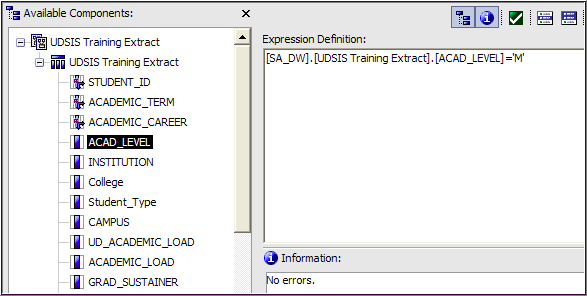 Available Components:
UDSIS Training Extract
UDSIS Training Extract
STUDENT_ID
ACADEMIC_TERM
ACADEMIC_CAREER
ACAD_LEVEL
INSTITUTION
College
Student_Type
CAMPUS
UD_ACADEMIC_LOAD
ACADEMIC_LOAD
GRAD_SUSTAINER
Expression Definition:
[SA_DW].[UDSIS Training Extract].[ACAD_LEVEL]='M'
Information:
No errors.